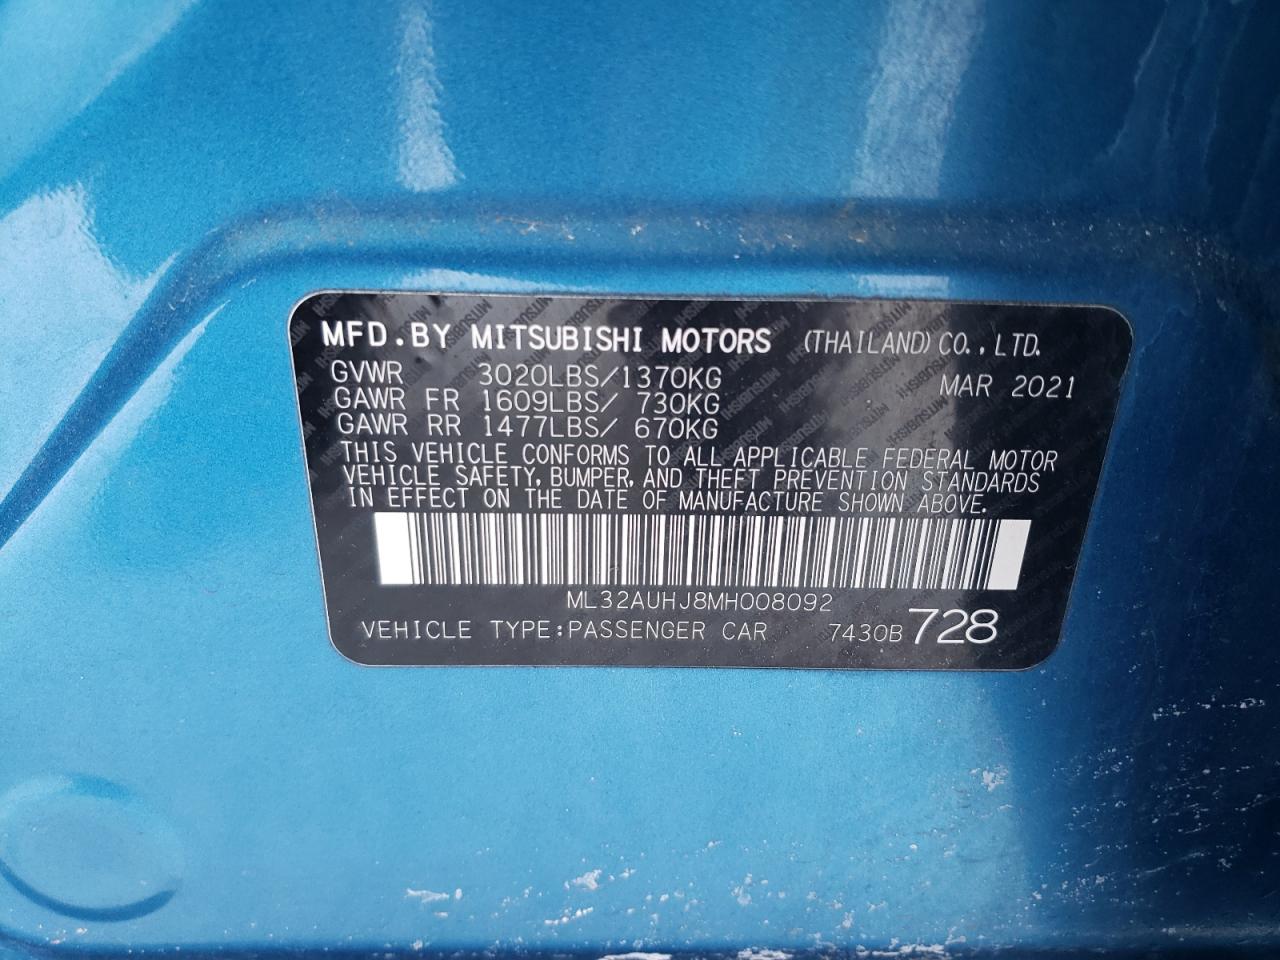 MFD.BY MITSUBISHI MOTORS (THAILAND) CO., LTD.
GVWR 3020LBS/1370KG MAR 2021
GAWR FR 1609LBS/ 730KG
GAWR RR 1477LBS/ 670KG
THIS VEHICLE CONFORMS TO ALL APPLICABLE FEDERAL MOTOR
VEHICLE SAFETY, BUMPER, AND THEFT PREVENTION STANDARDS
IN EFFECT ON THE DATE OF MANUFACTURE SHOWN ABOVE.
ML32AUHJ8MH008092
VEHICLE TYPE:PASSENGER CAR 7430B 728